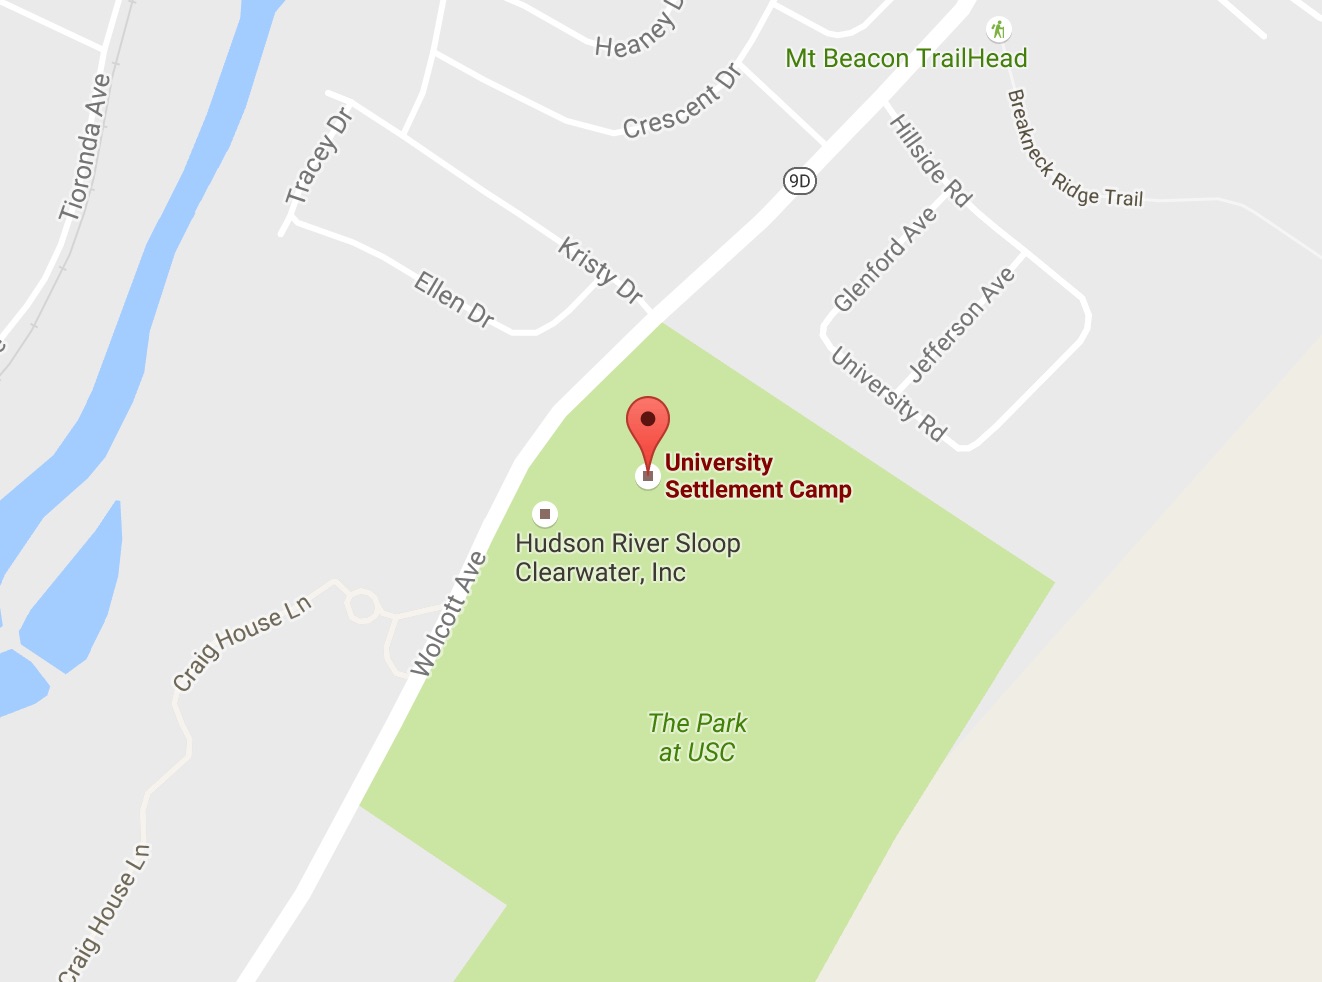 Heaney D
Mt Beacon TrailHead
Crescent Dr
Tioronda Ave
Tracey Dr
Breakneck Ridge Trail
Hillside Rd
9D
Glenford Ave
Kristy Dr
Ellen Dr
Jefferson Ave
University Rd
University
Settlement Camp
Hudson River Sloop
Clearwater, Inc
Wolcott Ave
Craig House Ln
The Park
at USC
Craig House Ln